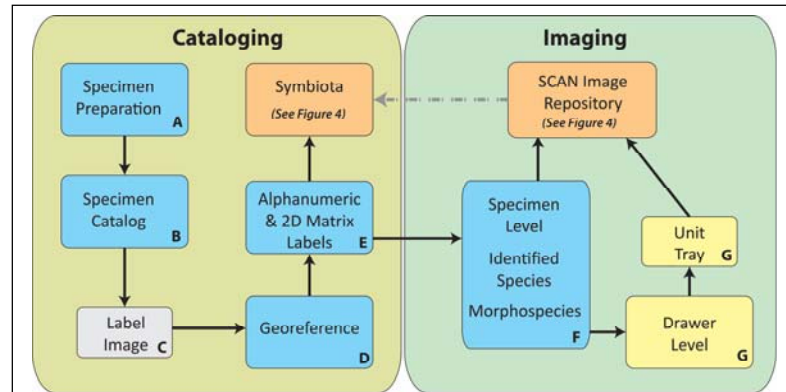 Cataloging
Specimen
Preparation
A
Specimen
Catalog
B
Label
Image
C
Georeference
D
Alphanumeric
& 2D Matrix
Labels
E
Symbiota
(See Figure 4)
Imaging
SCAN Image
Repository
(See Figure 4)
Specimen
Level
Identified
Species
Morphospecies
F
Drawer
Level
G
Unit
Tray
G